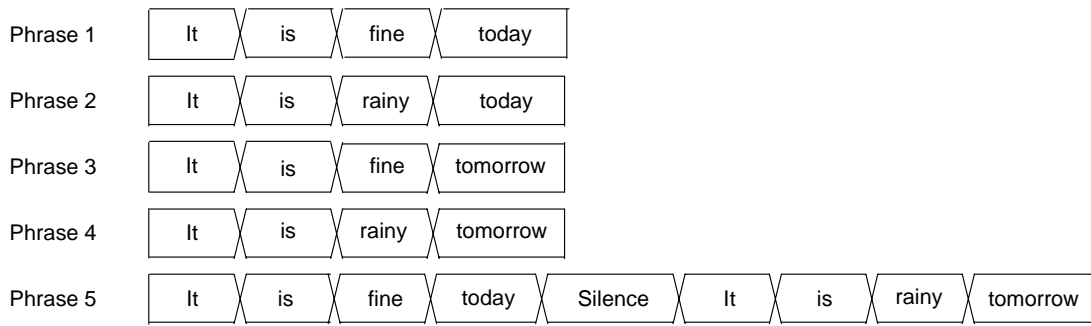 Phrase 1 It is fine today
Phrase 2 It is rainy today
Phrase 3 It is fine tomorrow
Phrase 4 It is rainy tomorrow
Phrase 5 It is fine today Silence It is rainy tomorrow